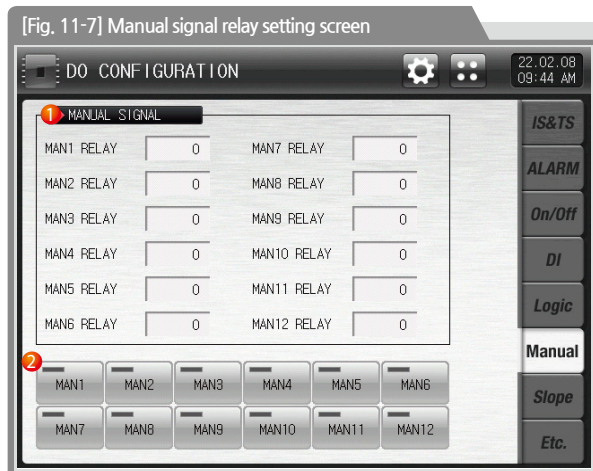 [Fig. 11-7] Manual signal relay setting screen
DO CONFIGURATION
22.02.08
09:44 AM
1 MANUAL SIGNAL
MAN1 RELAY 0 MAN7 RELAY 0
MAN2 RELAY 0 MAN8 RELAY 0
MAN3 RELAY 0 MAN9 RELAY 0
MAN4 RELAY 0 MAN10 RELAY 0
MAN5 RELAY 0 MAN11 RELAY 0
MAN6 RELAY 0 MAN12 RELAY 0
2
MAN1 MAN2 MAN3 MAN4 MAN5 MAN6
MAN7 MAN8 MAN9 MAN10 MAN11 MAN12
IS&TS
ALARM
On/Off
DI
Logic
Manual
Slope
Etc.